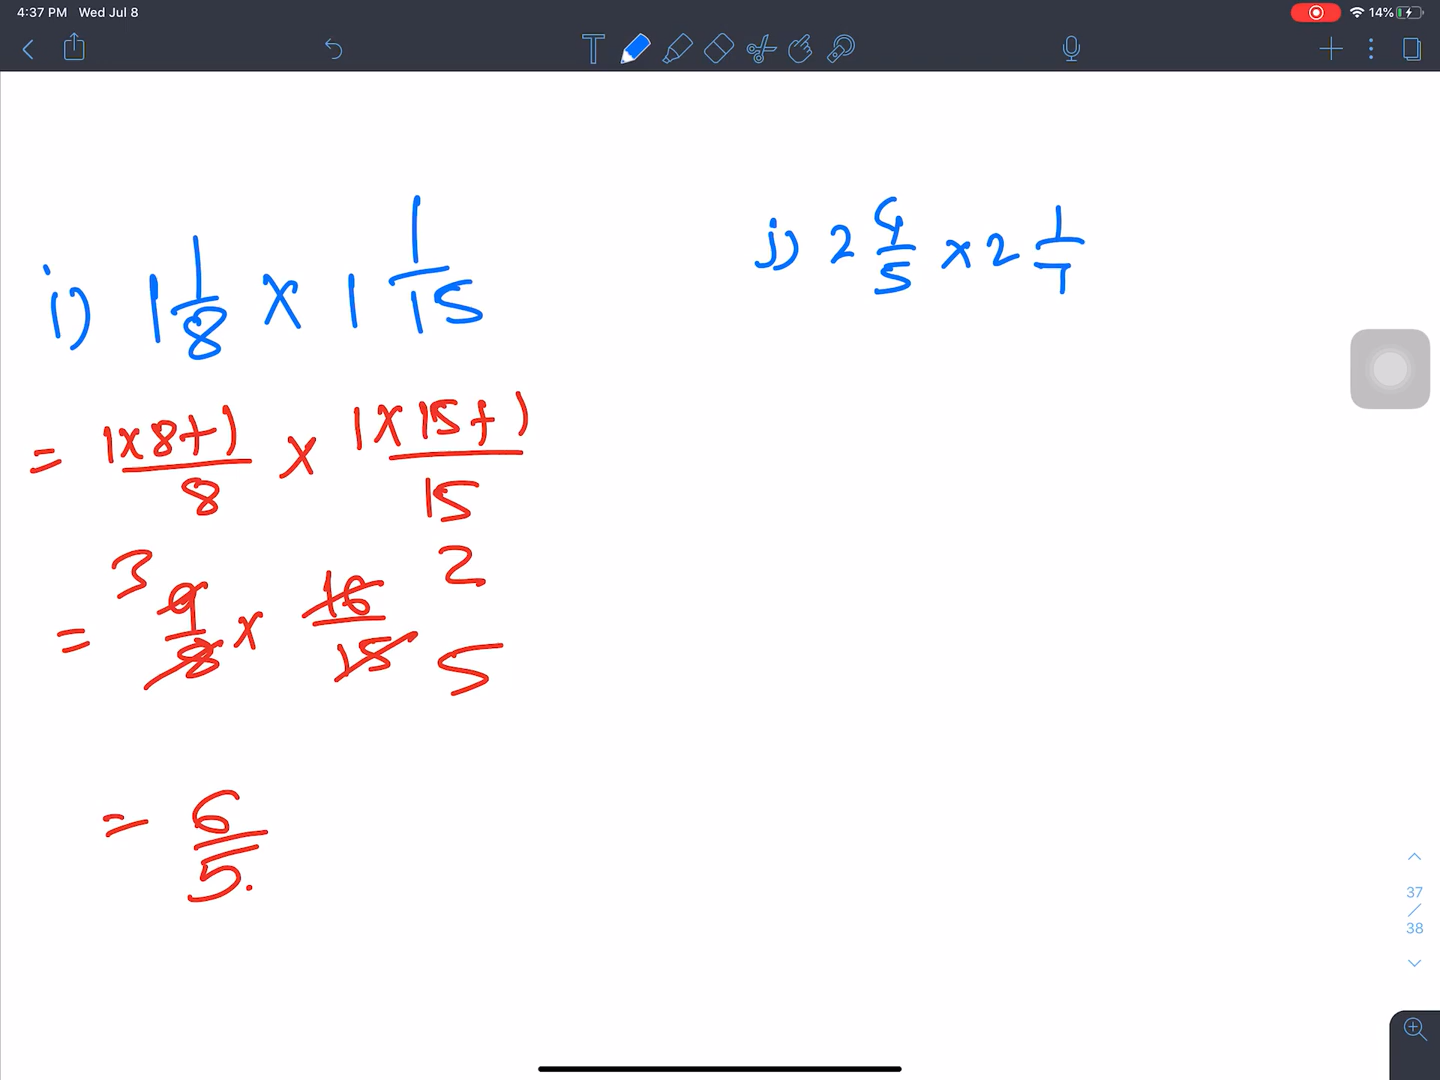 4:37 PM Wed Jul 8
14%
T
i) 1 1/8 x 1 1/15
j) 2 4/5 x 2 1/7
= 1x8+1/8 x 1x15+1/15
= 3 9/8 x 16/15 2 5
= 6/5.
37
/
38